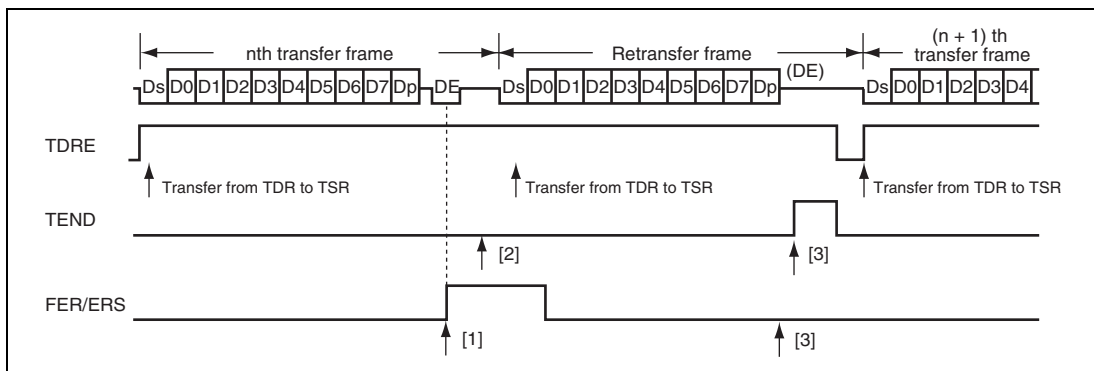 (n + 1) th
nth transfer frame Retransfer frame transfer frame
(DE)
Ds D0 D1 D2 D3 D4 D5 D6 D7 Dp DE Ds D0 D1 D2 D3 D4 D5 D6 D7 Dp Ds D0 D1 D2 D3 D4
TDRE
Transfer from TDR to TSR Transfer from TDR to TSR Transfer from TDR to TSR
TEND
[2] [3]
FER/ERS
[1] [3]